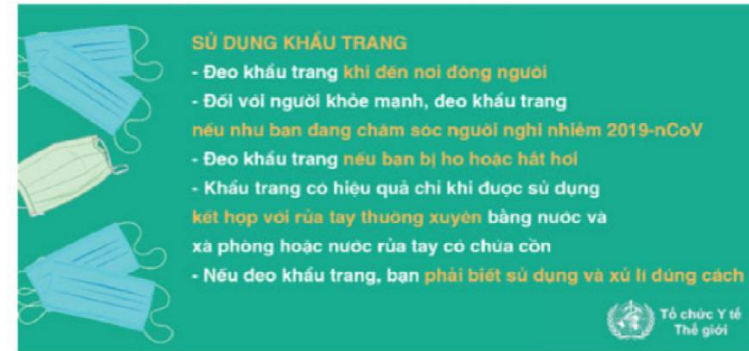 SỬ DỤNG KHẨU TRANG
- Đeo khẩu trang khi đến nơi đông người
- Đối với người khỏe mạnh, đeo khẩu trang
nếu như bạn đang chăm sóc người nghi nhiễm 2019-nCoV
- Đeo khẩu trang nếu bạn bị ho hoặc hắt hơi
- Khẩu trang có hiệu quả chỉ khi được sử dụng
kết hợp với rửa tay thường xuyên bằng nước và
xà phòng hoặc nước rửa tay có chứa cồn
- Nếu đeo khẩu trang, bạn phải biết sử dụng và xử lí đúng cách
Tổ chức Y tế
Thế giới